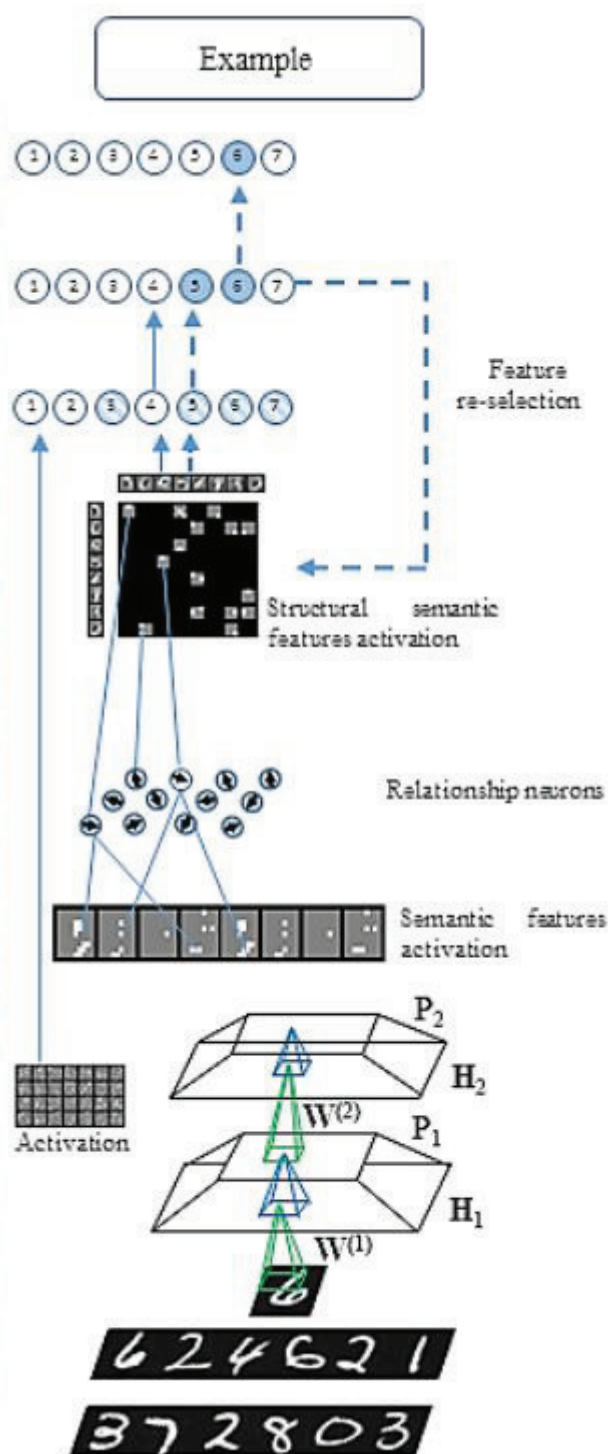 Example
1 2 3 4 5 6 7
1 2 3 4 5 6 7
Feature
re-selection
1 2 3 4 5 6 7
Structural semantic
features activation
Relationship neurons
Semantic features
activation
P2
H2
W(2)
Activation
P1
H1
W(1)
6
6 2 4 6 2 1
3 7 2 8 0 3